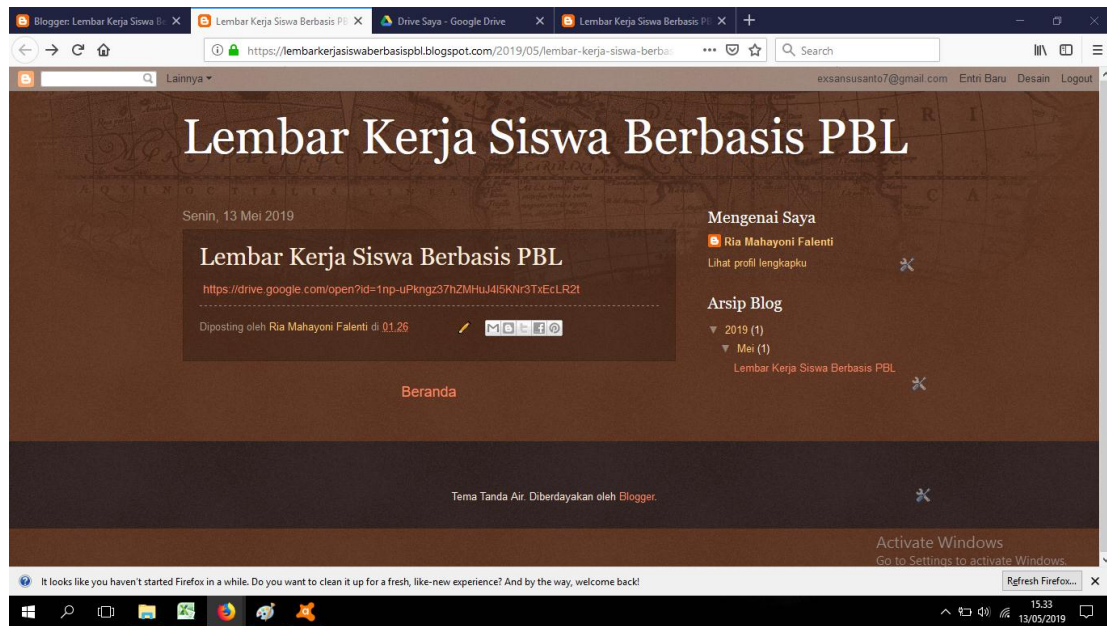 Blogger: Lembar Kerja Siswa Be
Lembar Kerja Siswa Berbasis PB
Drive Saya - Google Drive
Lembar Kerja Siswa Berbasis PB
https://lembarkerjasiswaberbasispbl.blogspot.com/2019/05/lembar-kerja-siswa-berbas
Search
Lainnya
exsansusanto7@gmail.com Entri Baru Desain Logout
Lembar Kerja Siswa Berbasis PBL
Senin, 13 Mei 2019
Lembar Kerja Siswa Berbasis PBL
https://drive.google.com/open?id=1np-uPkngz37hZMHuJ4l5KNr3TxEcLR2t
Diposting oleh Ria Mahayoni Falenti di 01.26
Beranda
Mengenai Saya
Ria Mahayoni Falenti
Lihat profil lengkapku
Arsip Blog
▼ 2019 (1)
▼ Mei (1)
Lembar Kerja Siswa Berbasis PBL
Tema Tanda Air. Diberdayakan oleh Blogger.
Activate Windows
Go to Settings to activate Windows.
It looks like you haven't started Firefox in a while. Do you want to clean it up for a fresh, like-new experience? And by the way, welcome back!
Refresh Firefox...
15.33
13/05/2019